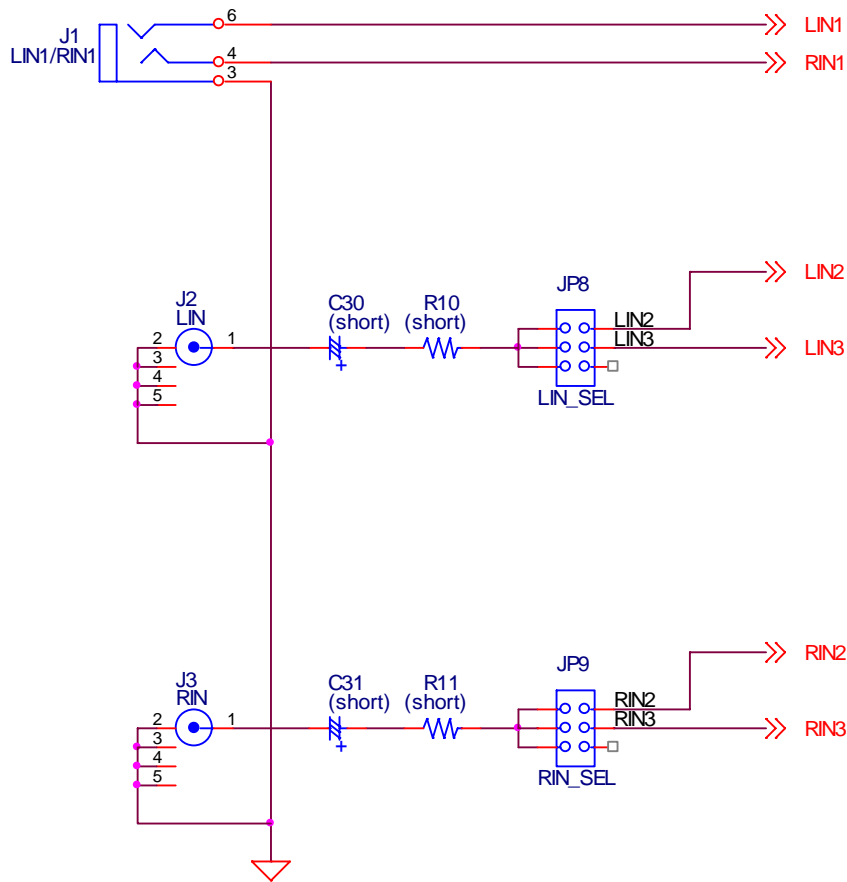 6
LIN1
J1
LIN1/RIN1
4
RIN1
3
LIN2
J2
LIN
C30
(short)
R10
(short)
JP8
2
1
LIN2
LIN3
LIN3
3
4
5
+
LIN_SEL
RIN2
J3
RIN
C31
(short)
R11
(short)
JP9
2
1
RIN2
RIN3
RIN3
3
4
5
+
RIN_SEL